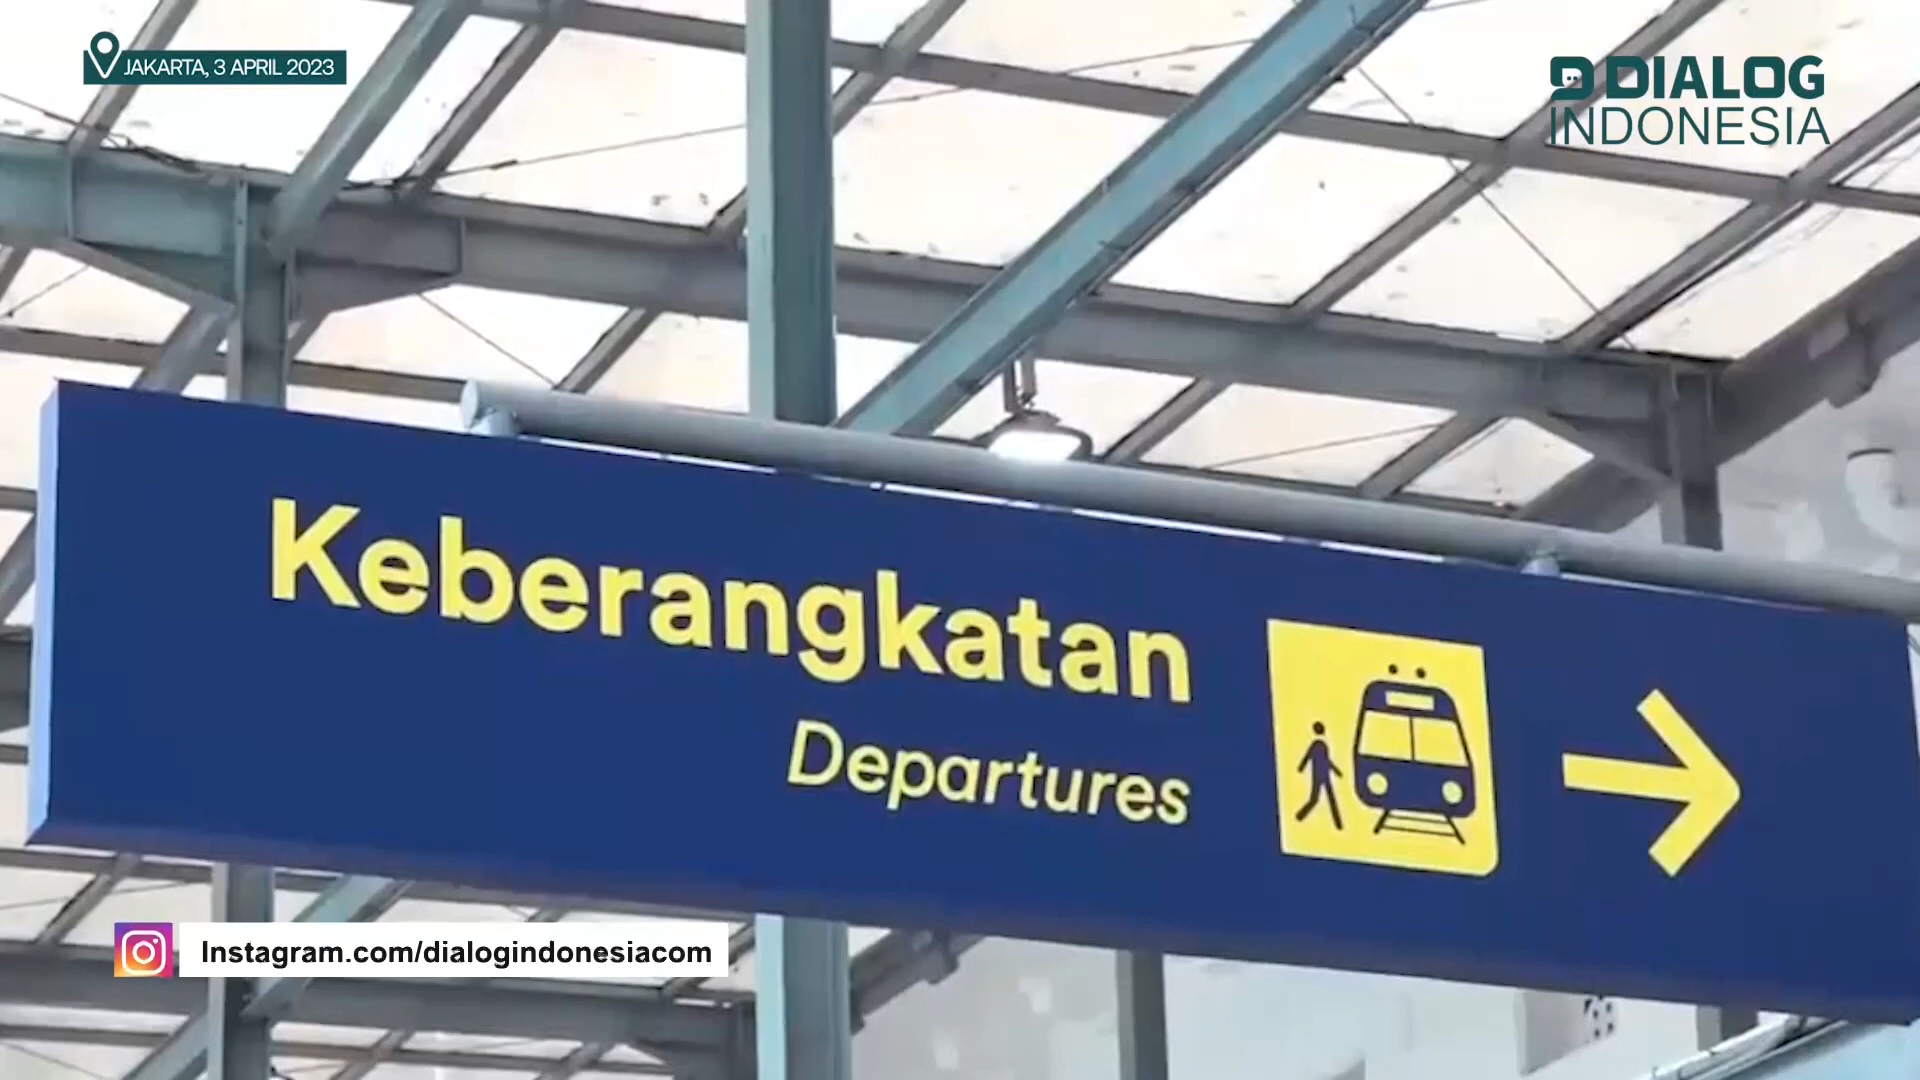 JAKARTA, 3 APRIL 2023
DIALOG
INDONESIA
Keberangkatan
Departures
Instagram.com/dialogindonesiacom